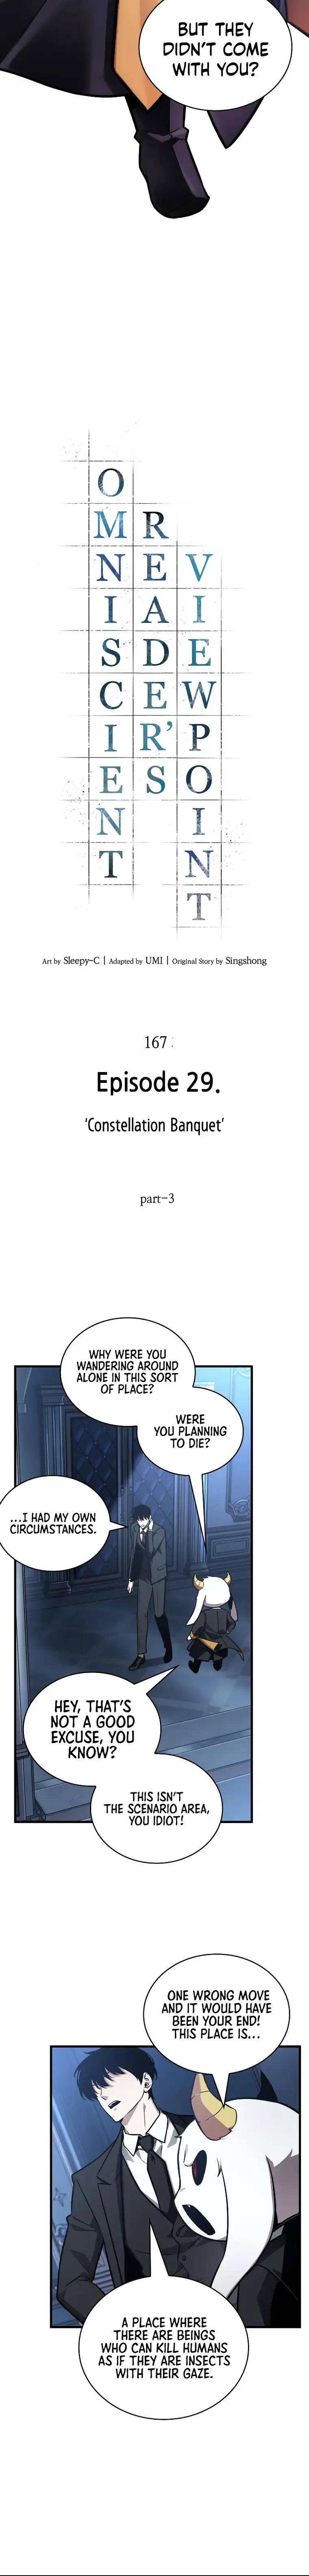 BUT THEY
DIDN'T COME
WITH YOU?
OMNISCIENT
READER'S
VIEWPOINT
Art by Sleepy-C | Adapted by UMI | Original Story by Singshong
167
Episode 29.
'Constellation Banquet'
part-3
WHY WERE YOU
WANDERING AROUND
ALONE IN THIS SORT
OF PLACE?
WERE
YOU PLANNING
TO DIE?
...I HAD MY OWN
CIRCUMSTANCES.
HEY, THAT'S
NOT A GOOD
EXCUSE, YOU
KNOW?
THIS ISN'T
THE SCENARIO AREA,
YOU IDIOT!
ONE WRONG MOVE
AND IT WOULD HAVE
BEEN YOUR END!
THIS PLACE IS...
A PLACE WHERE
THERE ARE BEINGS
WHO CAN KILL HUMANS
AS IF THEY ARE INSECTS
WITH THEIR GAZE.